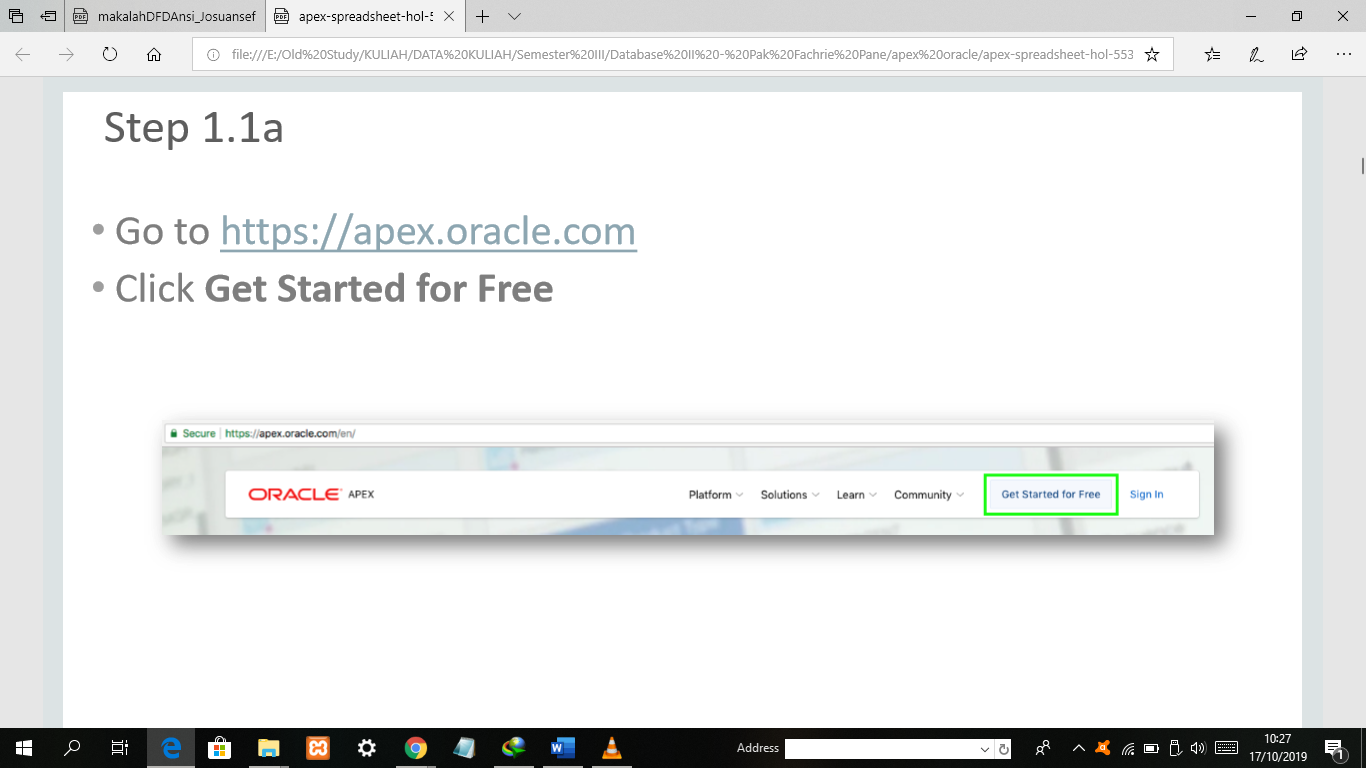 makalahDFDAnsi_Josuansef
apex-spreadsheet-hol-5
file:///E:/Old%20Study/KULIAH/DATA%20KULIAH/Semester%20III/Database%20II%20-%20Pak%20Fachrie%20Pane/apex%20oracle/apex-spreadsheet-hol-553
Step 1.1a
• Go to https://apex.oracle.com
• Click Get Started for Free
Secure https://apex.oracle.com/en/
ORACLE APEX Platform Solutions Learn Community Get Started for Free Sign In
Address
10:27
17/10/2019
1